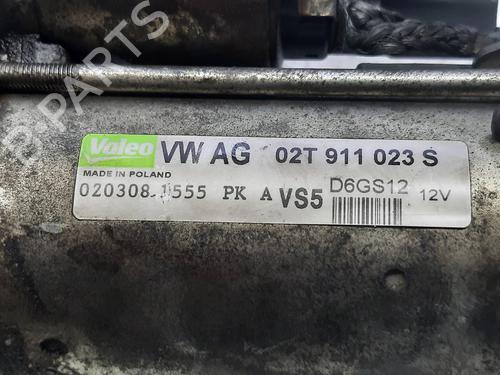 Valeo VW AG 02T 911 023 S
MADE IN POLAND
020308 1555 PK A VS5 D6GS12 12V
B-PARTS